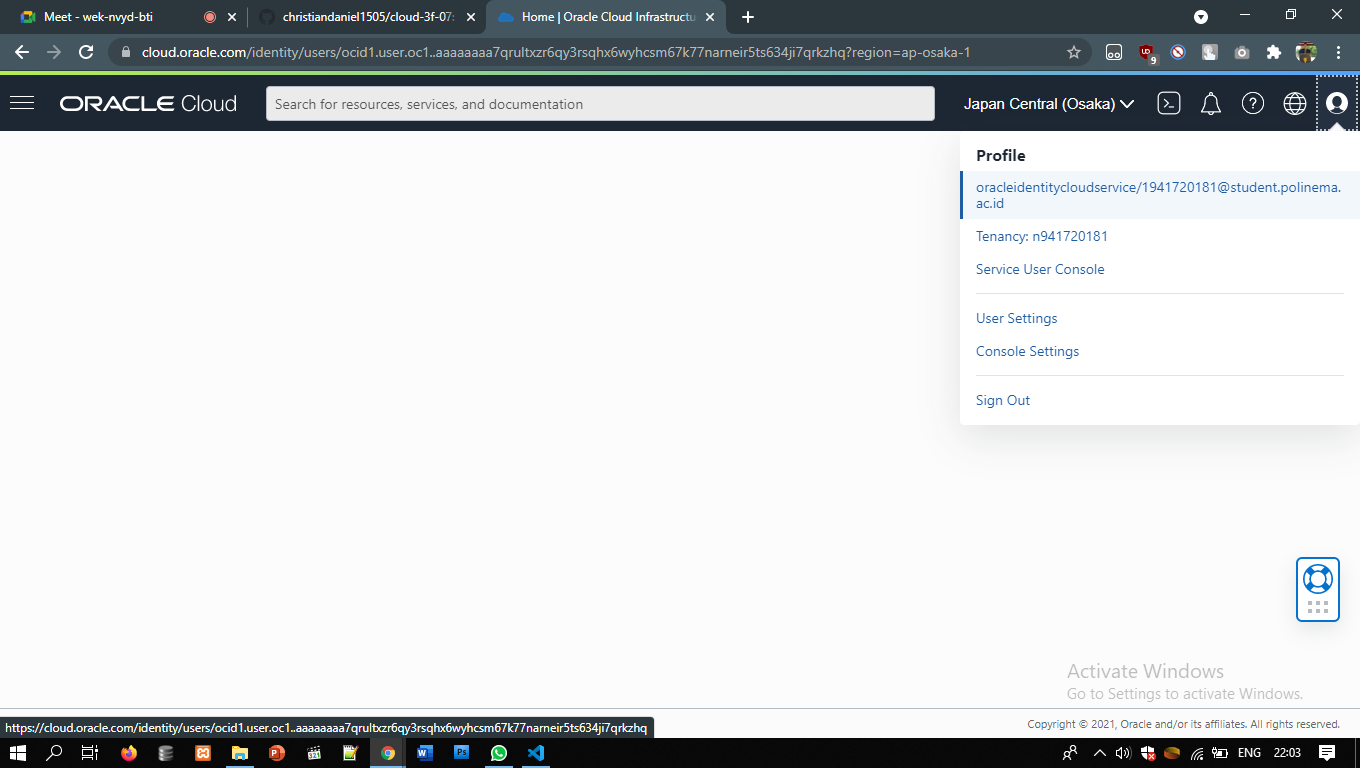 Meet - wek-nvyd-bti
christiandaniel1505/cloud-3f-07
Home | Oracle Cloud Infrastructu
cloud.oracle.com/identity/users/ocid1.user.oc1..aaaaaaaa7qrultxzr6qy3rsqhx6wyhcsm67k77narneir5ts634ji7qrkzhq?region=ap-osaka-1
9
ORACLE Cloud
Search for resources, services, and documentation
Japan Central (Osaka)
Profile
oracleidentitycloudservice/1941720181@student.polinema.
ac.id
Tenancy: n941720181
Service User Console
User Settings
Console Settings
Sign Out
Activate Windows
Go to Settings to activate Windows.
Copyright © 2021, Oracle and/or its affiliates. All rights reserved.
https://cloud.oracle.com/identity/users/ocid1.user.oc1..aaaaaaaa7qrultxzr6qy3rsqhx6wyhcsm67k77narneir5ts634ji7qrkzhq
ENG
22:03